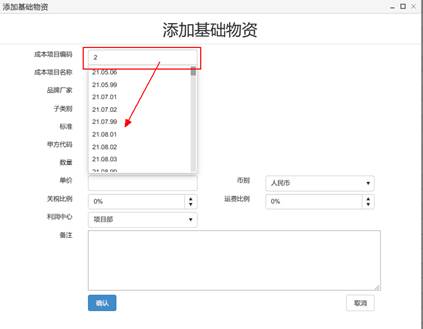 添加基础物资
添加基础物资
成本项目编码 2
成本项目名称 21.05.06
21.05.99
品牌厂家 21.07.01
子类别 21.07.02
21.07.99
标准 21.08.01
甲方代码 21.08.02
数量 21.08.03
21.08.99
单价 币别 人民币
关税比例 0% 运费比例 0%
利润中心 项目部
备注
确认 取消